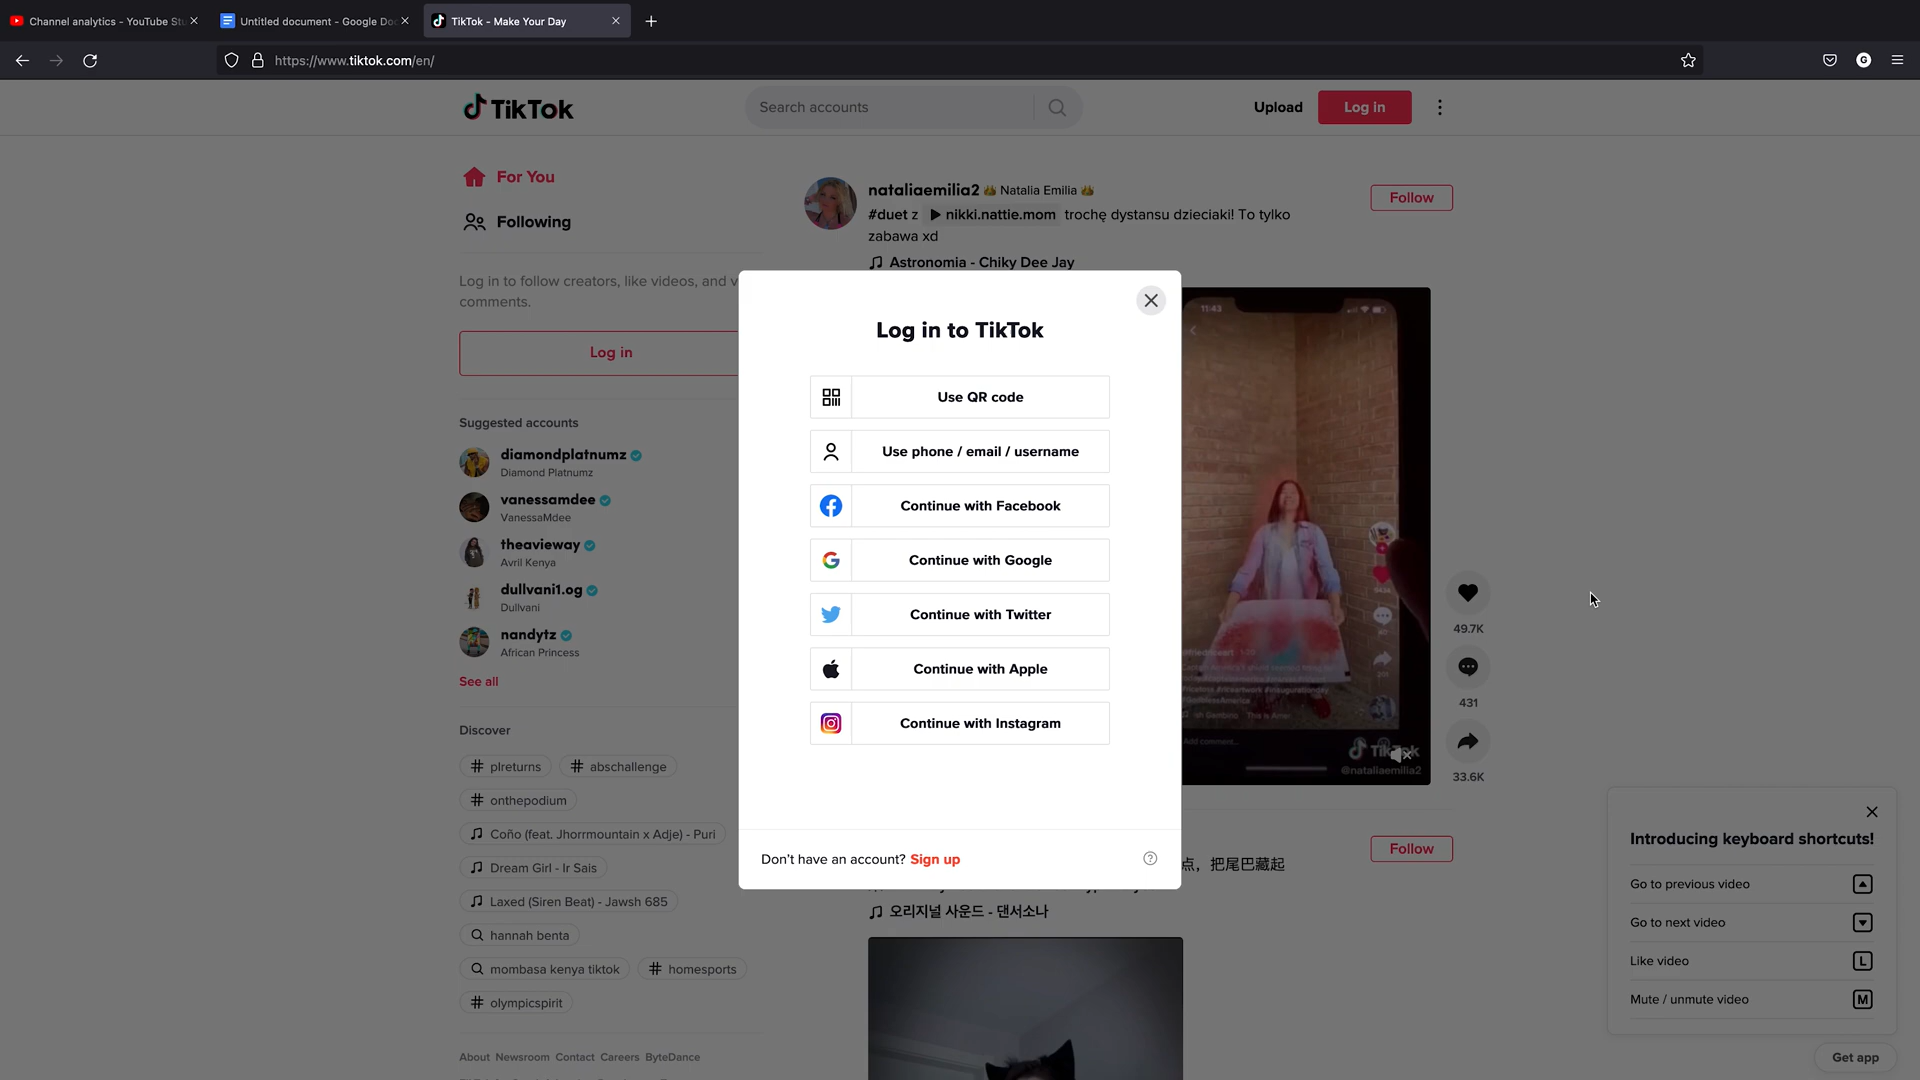 Channel analytics - YouTube Stu
Untitled document - Google Doc
TikTok - Make Your Day
https://www.tiktok.com/en/
TikTok
Search accounts
Upload
Log in
For You
Following
Log in to follow creators, like videos, and v
comments.
Log in
Suggested accounts
diamondplatnumz
Diamond Platnumz
vanessamdee
VanessaMdee
theavieway
Avril Kenya
dullvani1.og
Dullvani
nandytz
African Princess
See all
Discover
# plreturns
# abschallenge
# onthepodium
Coño (feat. Jhorrmountain x Adje) - Puri
Dream Girl - Ir Sais
Laxed (Siren Beat) - Jawsh 685
hannah benta
mombasa kenya tiktok
# homesports
# olympicspirit
About Newsroom Contact Careers ByteDance
nataliaemilia2 👑 Natalia Emilia 👑
Follow
#duet z nikki.nattie.mom trochę dystansu dzieciaki! To tylko
zabawa xd
Astronomia - Chiky Dee Jay
11:43
Add comment...
TikTok
@nataliaemilia2
49.7K
431
33.6K
Log in to TikTok
Use QR code
Use phone / email / username
Continue with Facebook
Continue with Google
Continue with Twitter
Continue with Apple
Continue with Instagram
Don't have an account? Sign up
点，把尾巴藏起
Follow
오리지널 사운드 - 댄서소나
Introducing keyboard shortcuts!
Go to previous video
Go to next video
Like video L
Mute / unmute video M
Get app